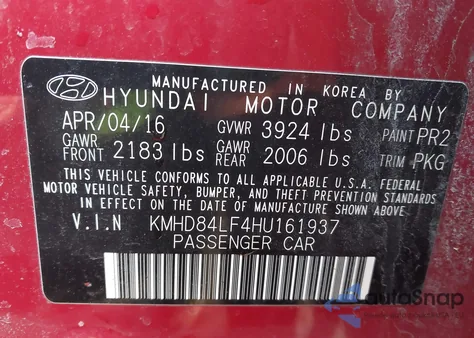 MANUFACTURED IN KOREA BY
HYUNDAI MOTOR COMPANY
APR/04/16 GVWR 3924 lbs PAINT PR2
GAWR FRONT 2183 lbs GAWR REAR 2006 lbs TRIM PKG
THIS VEHICLE CONFORMS TO ALL APPLICABLE U.S.A. FEDERAL
MOTOR VEHICLE SAFETY, BUMPER, AND THEFT PREVENTION STANDARDS
IN EFFECT ON THE DATE OF MANUFACTURE SHOWN ABOVE.
V.I.N KMHD84LF4HU161937
PASSENGER CAR
AutoSnap